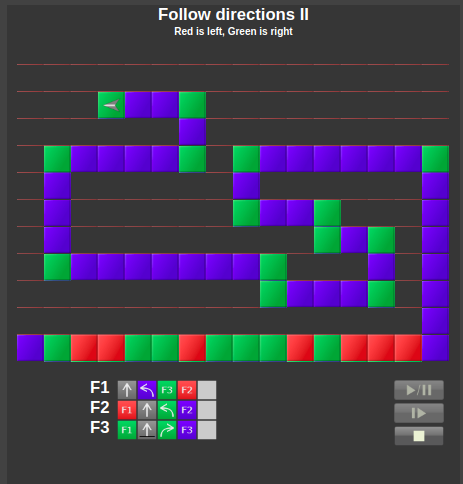 Follow directions II
Red is left, Green is right
F1 F3 F2
F2 F1 F2
F3 F1 F3